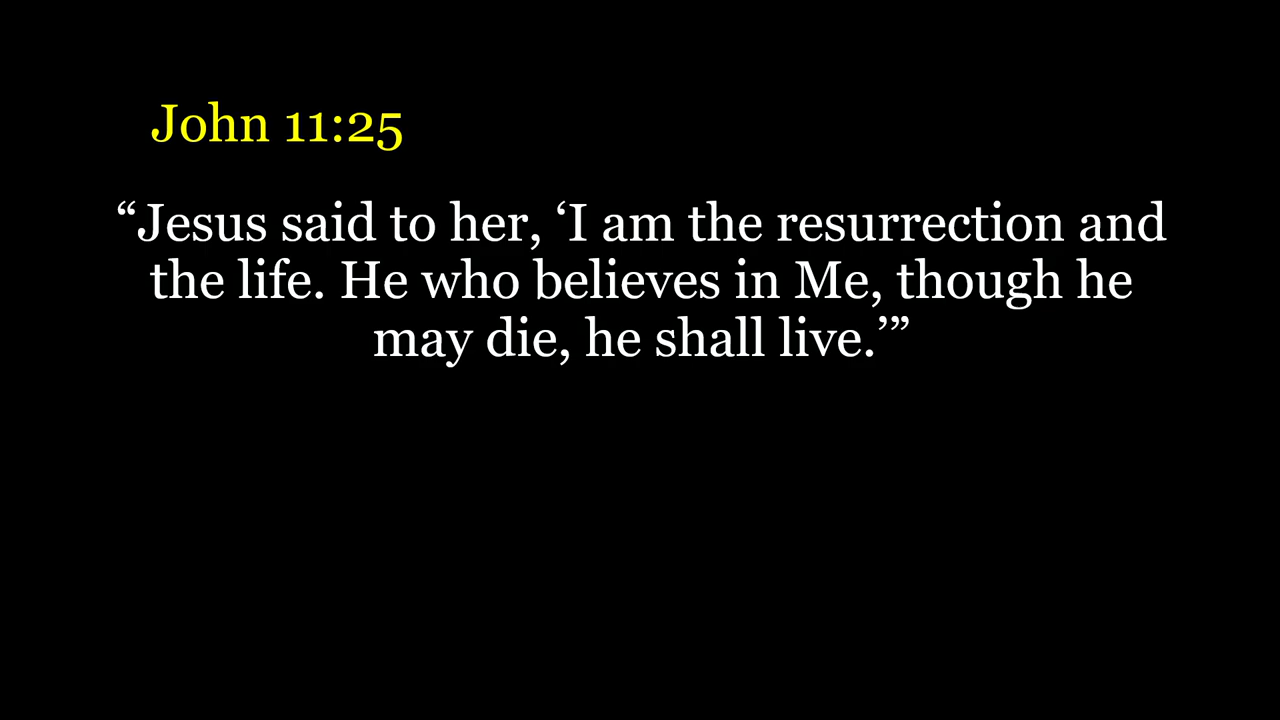 John 11:25
“Jesus said to her, ‘I am the resurrection and
the life. He who believes in Me, though he
may die, he shall live.’”